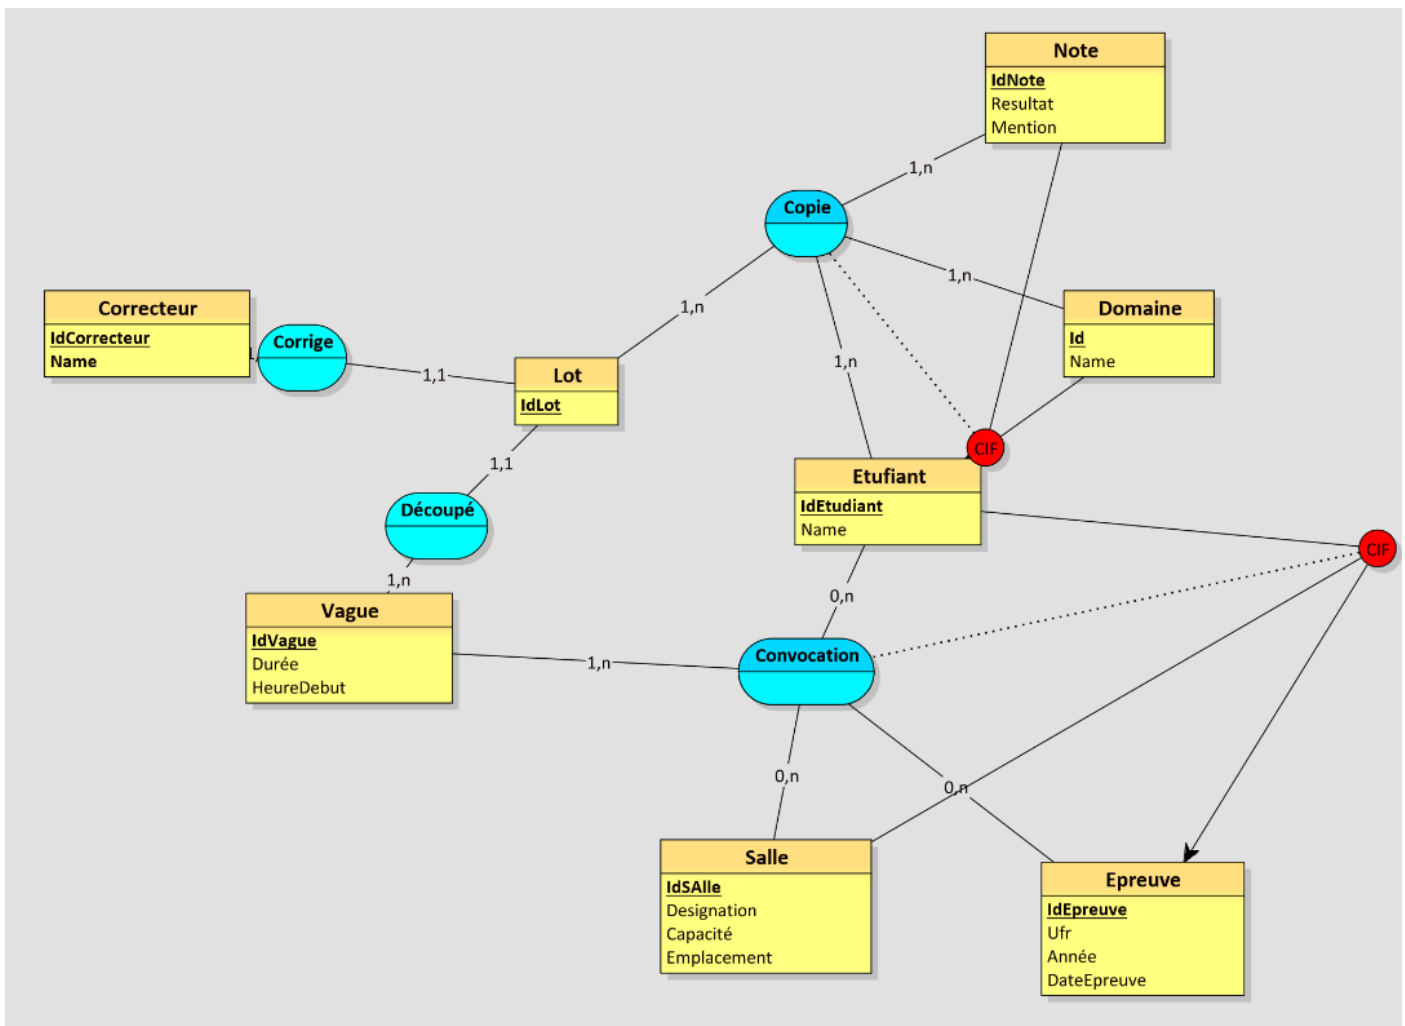 Note
IdNote
Resultat
Mention
1,n
Copie
1,n
1,n
1,n
Domaine
Id
Name
Correcteur
IdCorrecteur
Name
Corrige
1,1
Lot
IdLot
CIF
Etufiant
IdEtudiant
Name
1,1
Découpé
CIF
1,n
Vague
IdVague
Durée
HeureDebut
0,n
1,n
Convocation
0,n
0,n
Salle
IdSAlle
Designation
Capacité
Emplacement
Epreuve
IdEpreuve
Ufr
Année
DateEpreuve